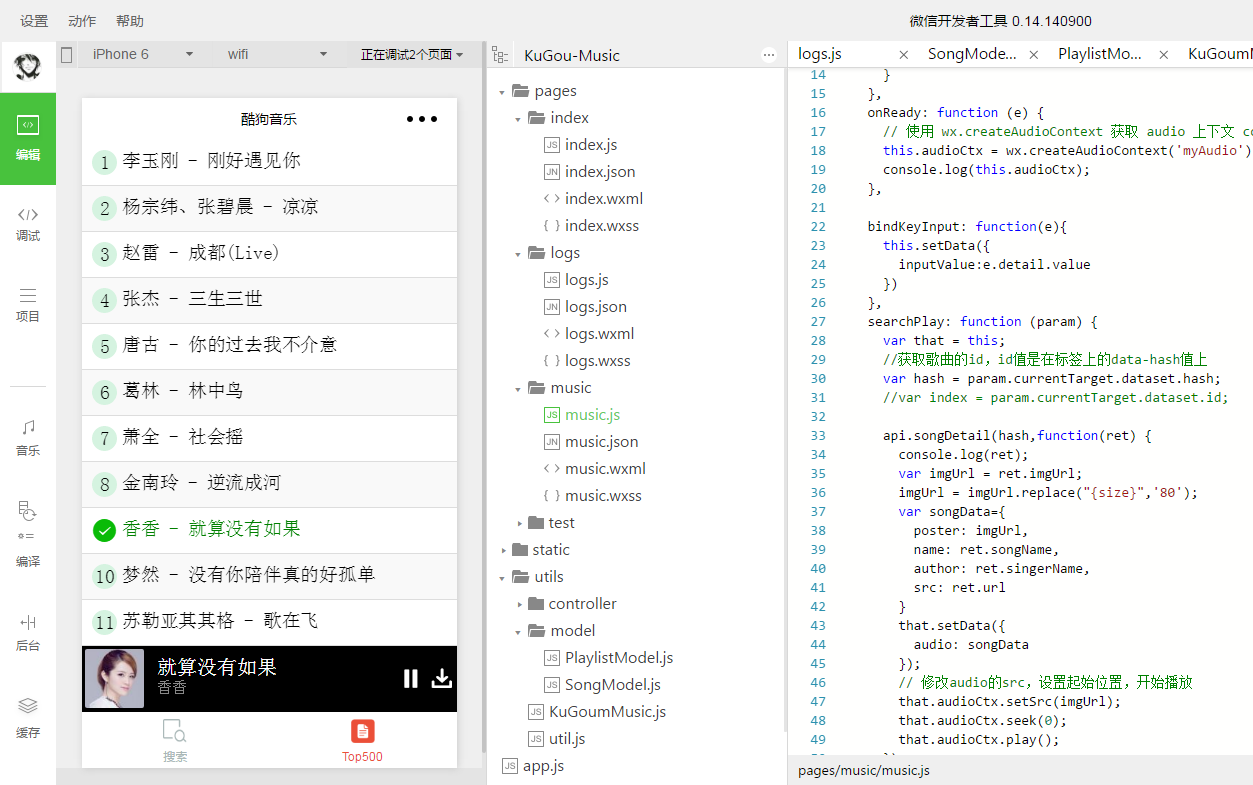 设置 动作 帮助
微信开发者工具 0.14.140900
iPhone 6
wifi
正在调试2个页面
编辑
调试
项目
音乐
编译
后台
缓存
酷狗音乐
1 李玉刚 - 刚好遇见你
2 杨宗纬、张碧晨 - 凉凉
3 赵雷 - 成都(Live)
4 张杰 - 三生三世
5 唐古 - 你的过去我不介意
6 葛林 - 林中鸟
7 萧全 - 社会摇
8 金南玲 - 逆流成河
香香 - 就算没有如果
10 梦然 - 没有你陪伴真的好孤单
11 苏勒亚其其格 - 歌在飞
就算没有如果
香香
搜索
Top500
KuGou-Music
pages
index
JS index.js
JN index.json
< > index.wxml
{ } index.wxss
logs
JS logs.js
JN logs.json
< > logs.wxml
{ } logs.wxss
music
JS music.js
JN music.json
< > music.wxml
{ } music.wxss
test
static
utils
controller
model
JS PlaylistModel.js
JS SongModel.js
JS KuGoumMusic.js
JS util.js
JS app.js
logs.js × SongMode... × PlaylistMo... × KuGoumM
14 }
15 },
16 onReady: function (e) {
17 // 使用 wx.createAudioContext 获取 audio 上下文 co
18 this.audioCtx = wx.createAudioContext('myAudio')
19 console.log(this.audioCtx);
20 },
21
22 bindKeyInput: function(e){
23 this.setData({
24 inputValue:e.detail.value
25 })
26 },
27 searchPlay: function (param) {
28 var that = this;
29 //获取歌曲的id，id值是在标签上的data-hash值上
30 var hash = param.currentTarget.dataset.hash;
31 //var index = param.currentTarget.dataset.id;
32
33 api.songDetail(hash,function(ret) {
34 console.log(ret);
35 var imgUrl = ret.imgUrl;
36 imgUrl = imgUrl.replace("{size}",'80');
37 var songData={
38 poster: imgUrl,
39 name: ret.songName,
40 author: ret.singerName,
41 src: ret.url
42 }
43 that.setData({
44 audio: songData
45 });
46 // 修改audio的src，设置起始位置，开始播放
47 that.audioCtx.setSrc(imgUrl);
48 that.audioCtx.seek(0);
49 that.audioCtx.play();
pages/music/music.js